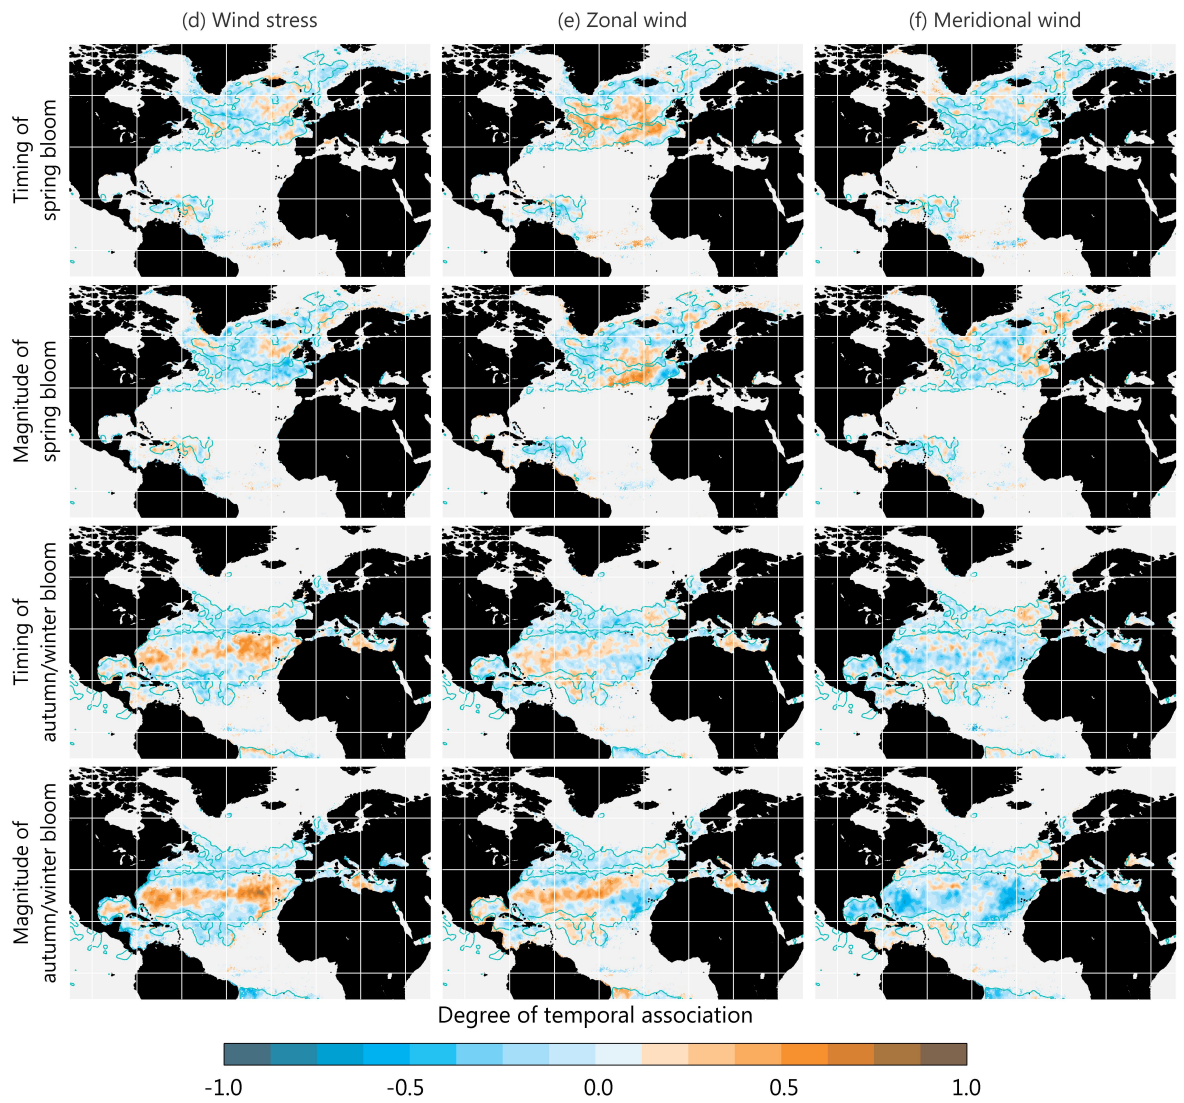 (d) Wind stress
(e) Zonal wind
(f) Meridional wind
Timing of
spring bloom
Magnitude of
spring bloom
Timing of
autumn/winter bloom
Magnitude of
autumn/winter bloom
Degree of temporal association
-1.0
-0.5
0.0
0.5
1.0